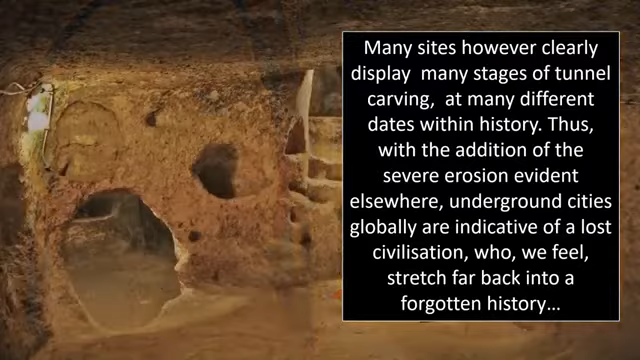 Many sites however clearly
display  many stages of tunnel
carving,  at many different
dates within history. Thus,
with the addition of the
severe erosion evident
elsewhere, underground cities
globally are indicative of a lost
civilisation, who, we feel,
stretch far back into a
forgotten history...